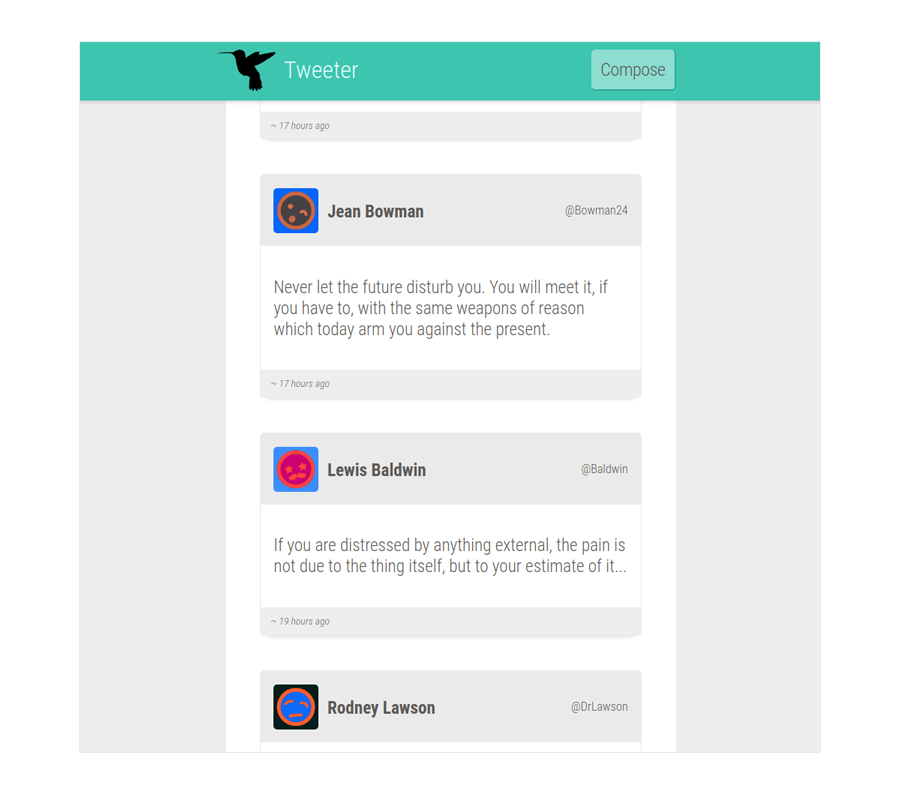 Tweeter
Compose
~ 17 hours ago
Jean Bowman
@Bowman24
Never let the future disturb you. You will meet it, if
you have to, with the same weapons of reason
which today arm you against the present.
~ 17 hours ago
Lewis Baldwin
@Baldwin
If you are distressed by anything external, the pain is
not due to the thing itself, but to your estimate of it...
~ 19 hours ago
Rodney Lawson
@DrLawson